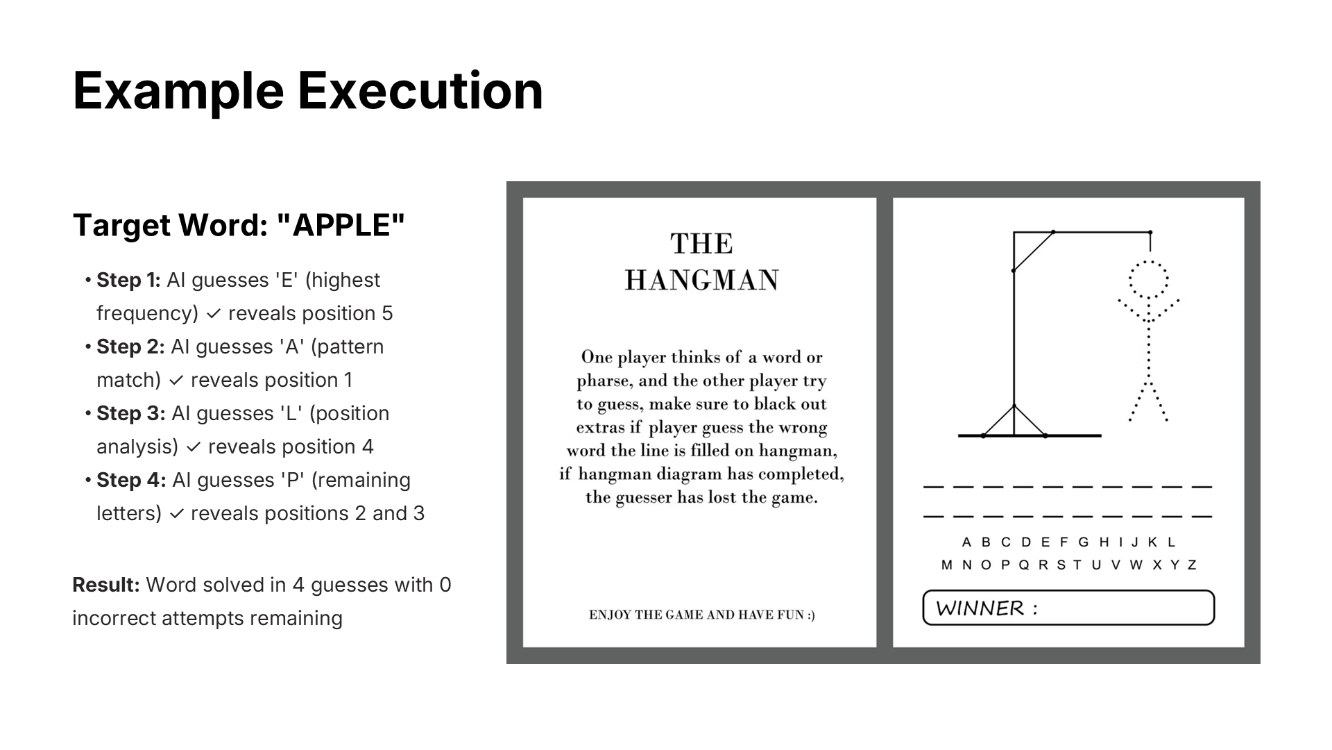 Example Execution
Target Word: "APPLE"
• Step 1: AI guesses 'E' (highest
frequency) ✓ reveals position 5
• Step 2: AI guesses 'A' (pattern
match) ✓ reveals position 1
• Step 3: AI guesses 'L' (position
analysis) ✓ reveals position 4
• Step 4: AI guesses 'P' (remaining
letters) ✓ reveals positions 2 and 3
Result: Word solved in 4 guesses with 0
incorrect attempts remaining
THE
HANGMAN
One player thinks of a word or
pharse, and the other player try
to guess, make sure to black out
extras if player guess the wrong
word the line is filled on hangman,
if hangman diagram has completed,
the guesser has lost the game.
ENJOY THE GAME AND HAVE FUN :)
A B C D E F G H I J K L
M N O P Q R S T U V W X Y Z
WINNER :